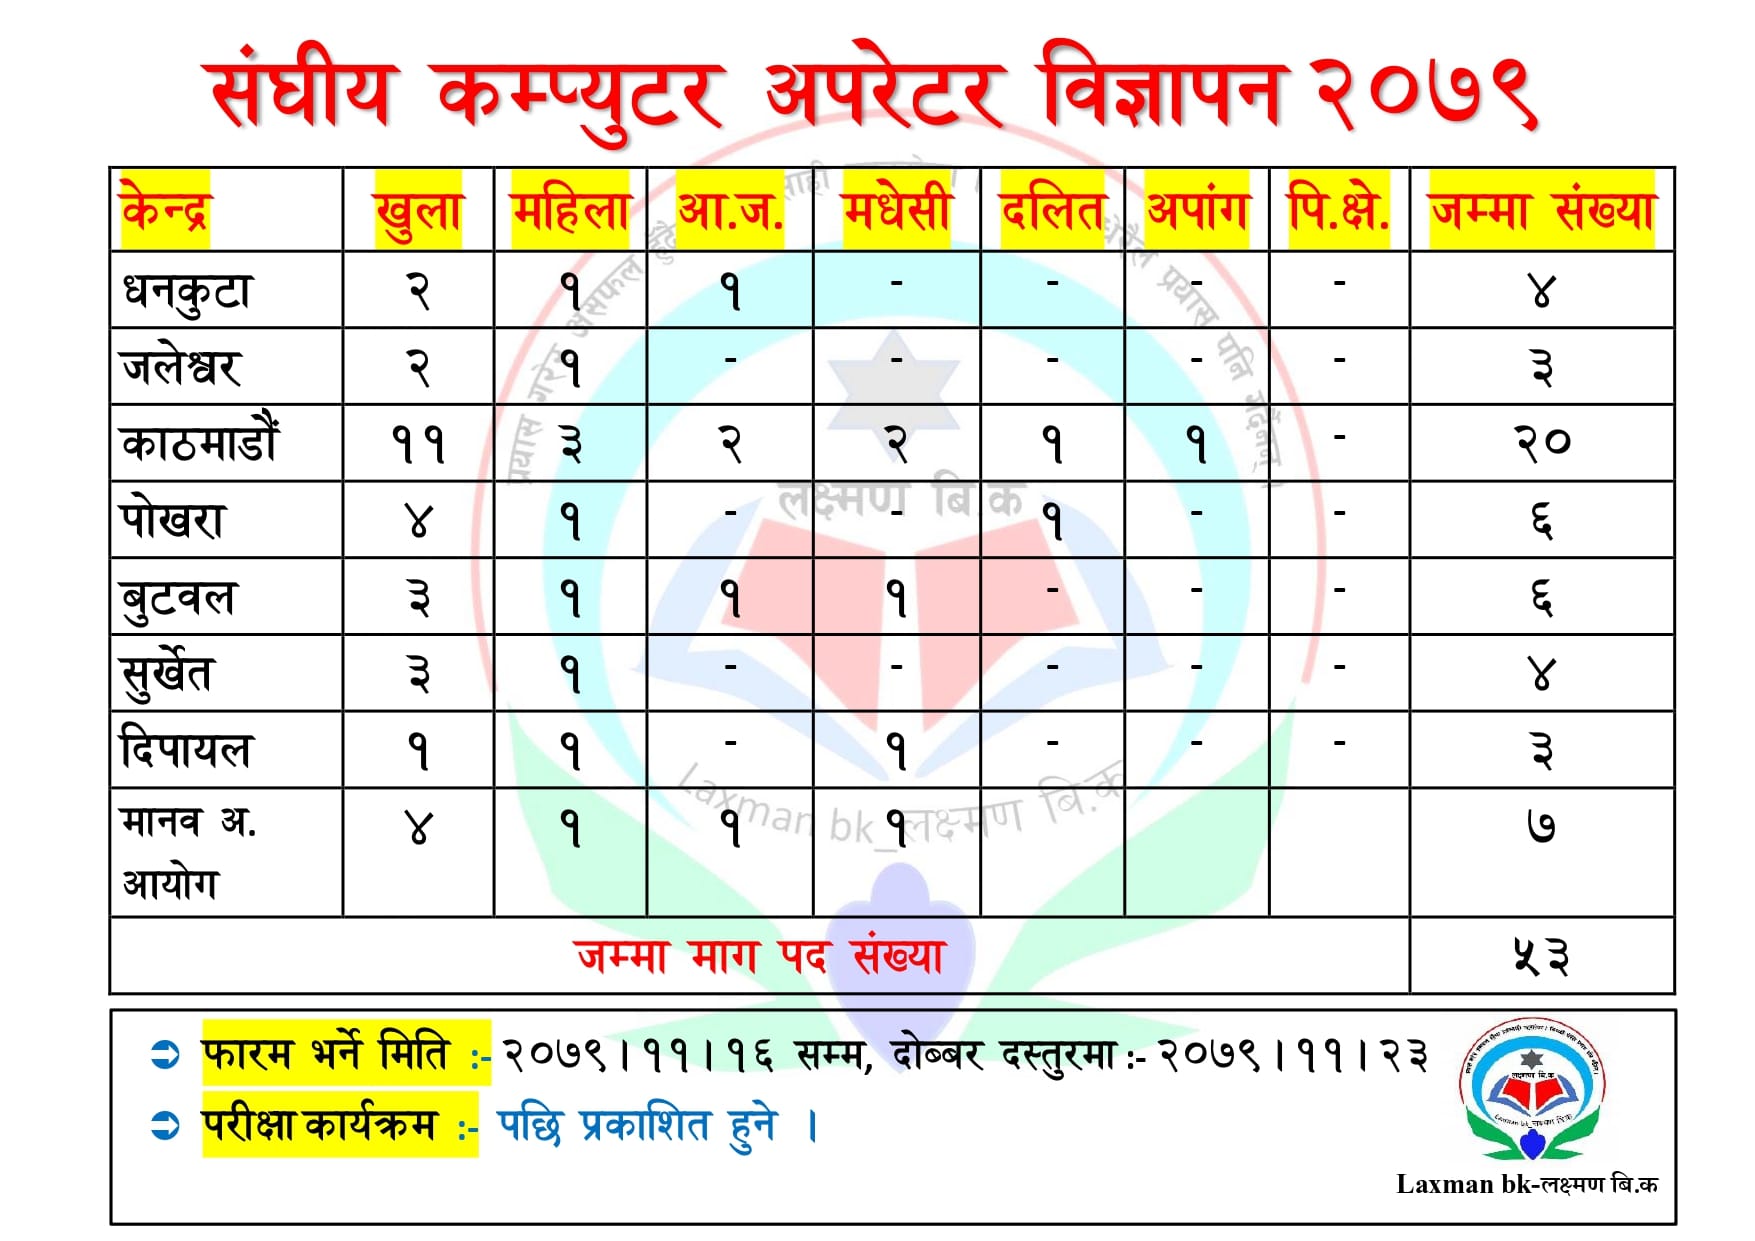 संघीय कम्प्युटर अपरेटर विज्ञापन २०७९
केन्द्र खुला महिला आ.ज. मधेसी दलित अपांग पि.क्षे. जम्मा संख्या
धनकुटा २ १ १ - - - - ४
जलेश्वर २ १ - - - - - ३
काठमाडौं ११ ३ २ २ १ १ - २०
पोखरा ४ १ - - १ - - ६
बुटवल ३ १ १ १ - - - ६
सुर्खेत ३ १ - - - - - ४
दिपायल १ १ - १ - - - ३
मानव अ. ४ १ १ १ ७
आयोग
जम्मा माग पद संख्या ५३
फारम भर्ने मिति :- २०७९।११।१६ सम्म, दोब्बर दस्तुरमा:- २०७९।११।२३
परीक्षा कार्यक्रम :- पछि प्रकाशित हुने ।
Laxman bk-लक्ष्मण बि.क
लक्ष्मण बि.क
Laxman bk_लक्ष्मण बि.क